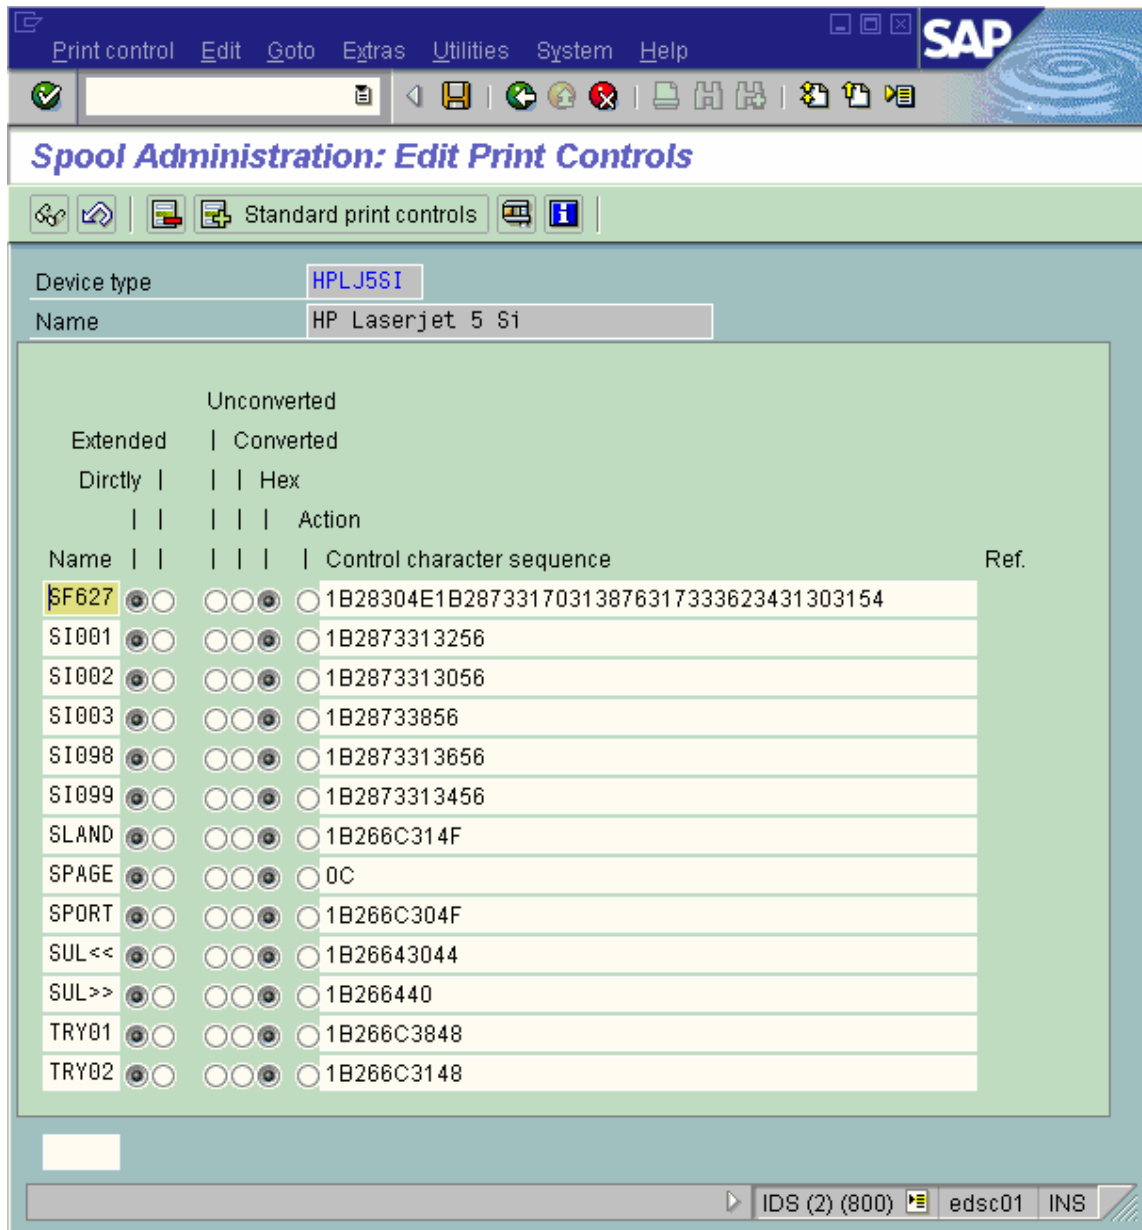 Print control Edit Goto Extras Utilities System Help
SAP
Spool Administration: Edit Print Controls
Standard print controls
Device type HPLJ5SI
Name HP Laserjet 5 Si
Unconverted
Extended | Converted
Dirctly | | | Hex
| | | | | Action
Name | | | | | | Control character sequence Ref.
SF627 1B28304E1B287331703138763173336234313031 54
SI001 1B2873313256
SI002 1B2873313056
SI003 1B28733856
SI098 1B2873313656
SI099 1B2873313456
SLAND 1B266C314F
SPAGE 0C
SPORT 1B266C304F
SUL<< 1B26643044
SUL>> 1B266440
TRY01 1B266C3848
TRY02 1B266C3148
IDS (2) (800) edsc01 INS